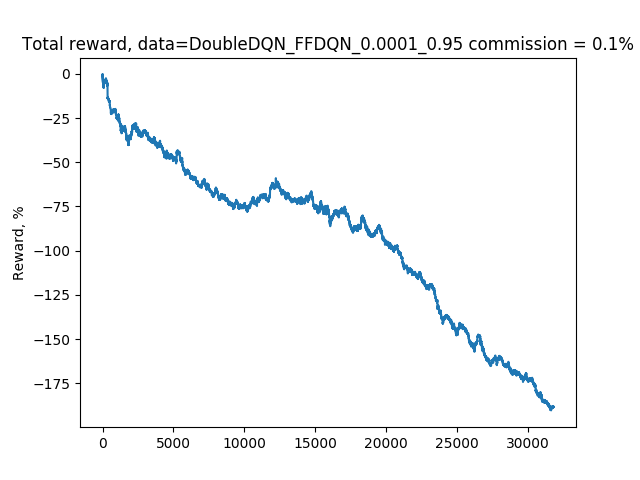 Total reward, data=DoubleDQN_FFDQN_0.0001_0.95 commission = 0.1%
Reward, %
0
−25
−50
−75
−100
−125
−150
−175
0 5000 10000 15000 20000 25000 30000